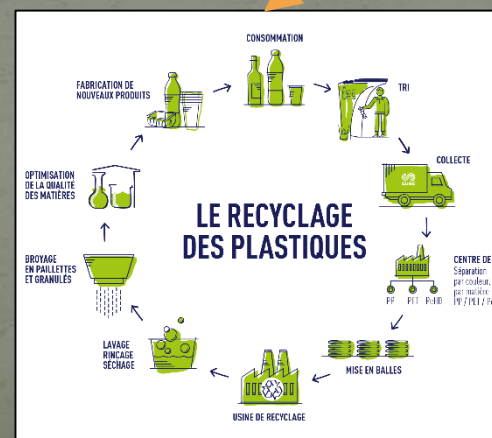 LE RECYCLAGE
DES PLASTIQUES
CONSOMMATION
TRI
COLLECTE
CENTRE DE
Séparation
par couleur,
par matière
PP / PET /
PP PET PeHD
MISE EN BALLES
USINE DE RECYCLAGE
LAVAGE
RINÇAGE
SÉCHAGE
BROYAGE
EN PAILLETTES
ET GRANULÉS
OPTIMISATION
DE LA QUALITÉ
DES MATIÈRES
FABRICATION DE
NOUVEAUX PRODUITS